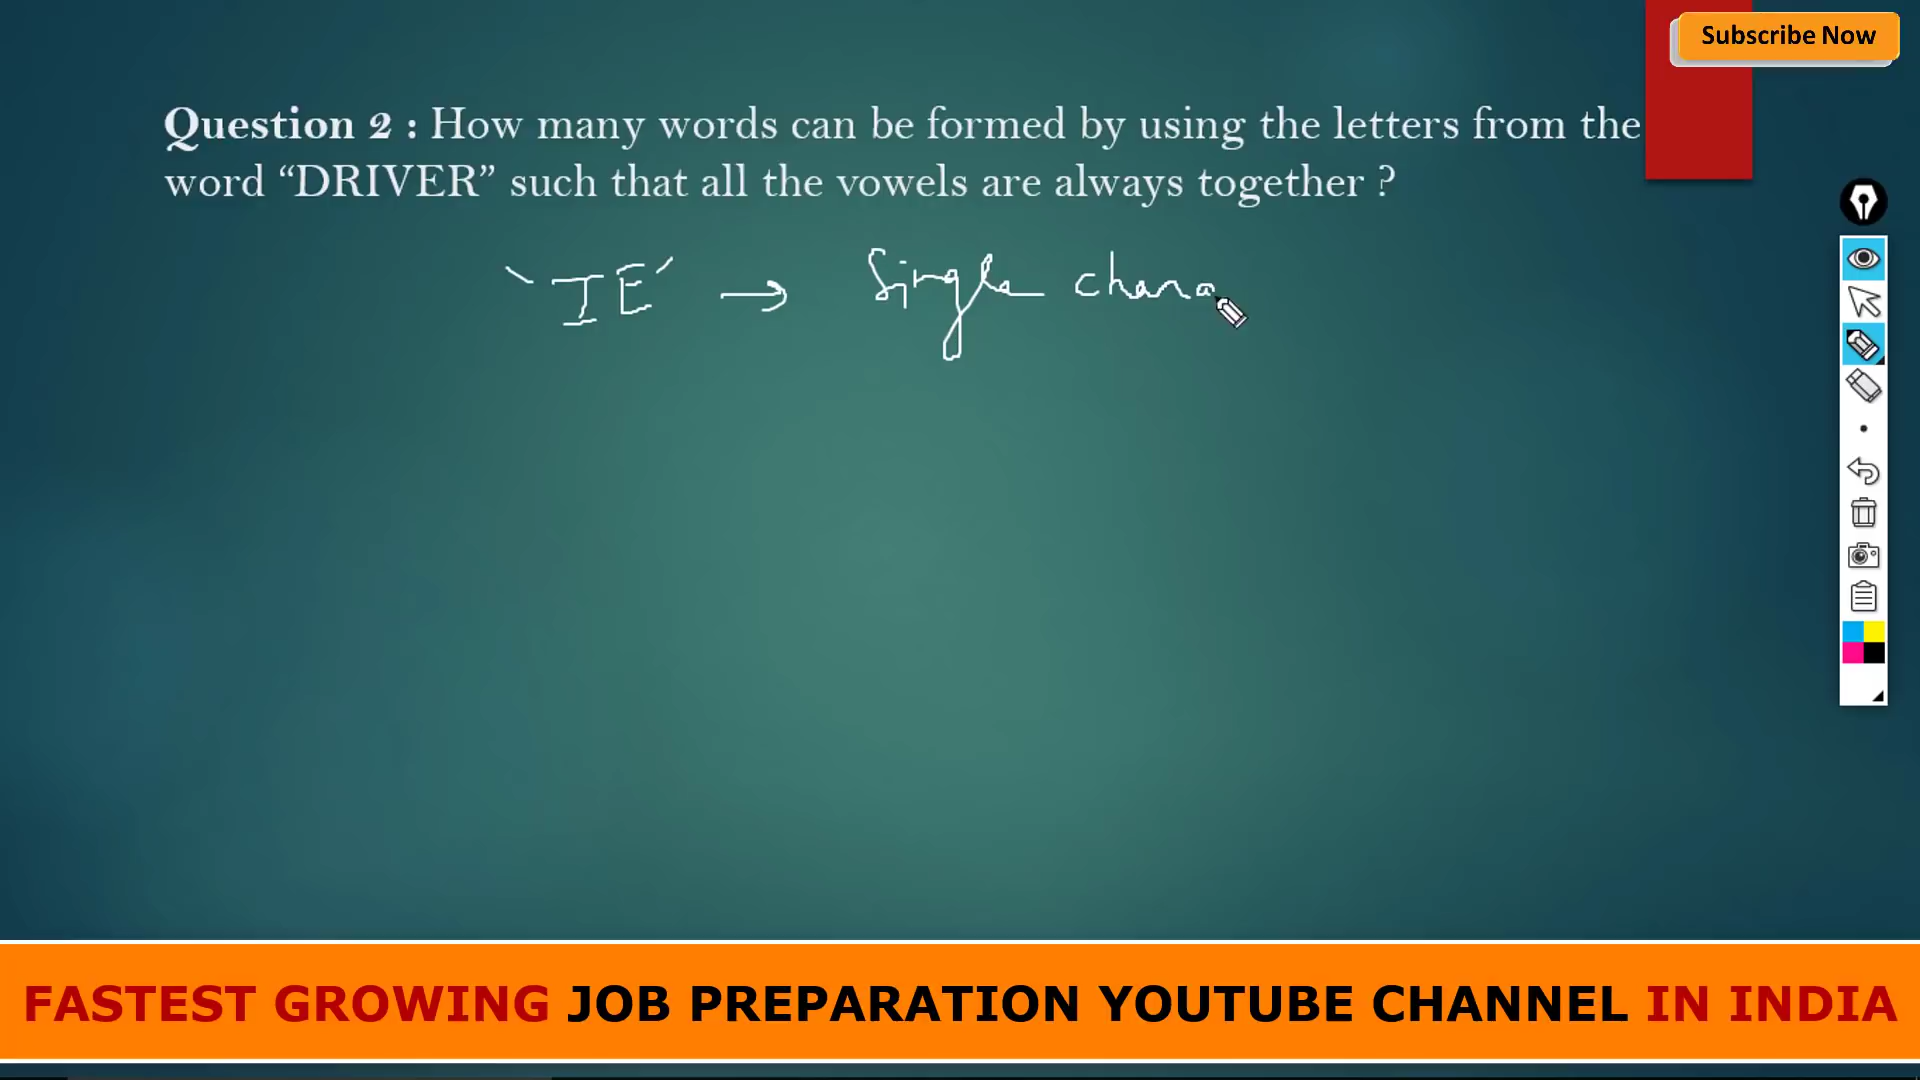 Subscribe Now
Question 2 : How many words can be formed by using the letters from the
word “DRIVER” such that all the vowels are always together ?
`IE' → Single chara
FASTEST GROWING JOB PREPARATION YOUTUBE CHANNEL IN INDIA